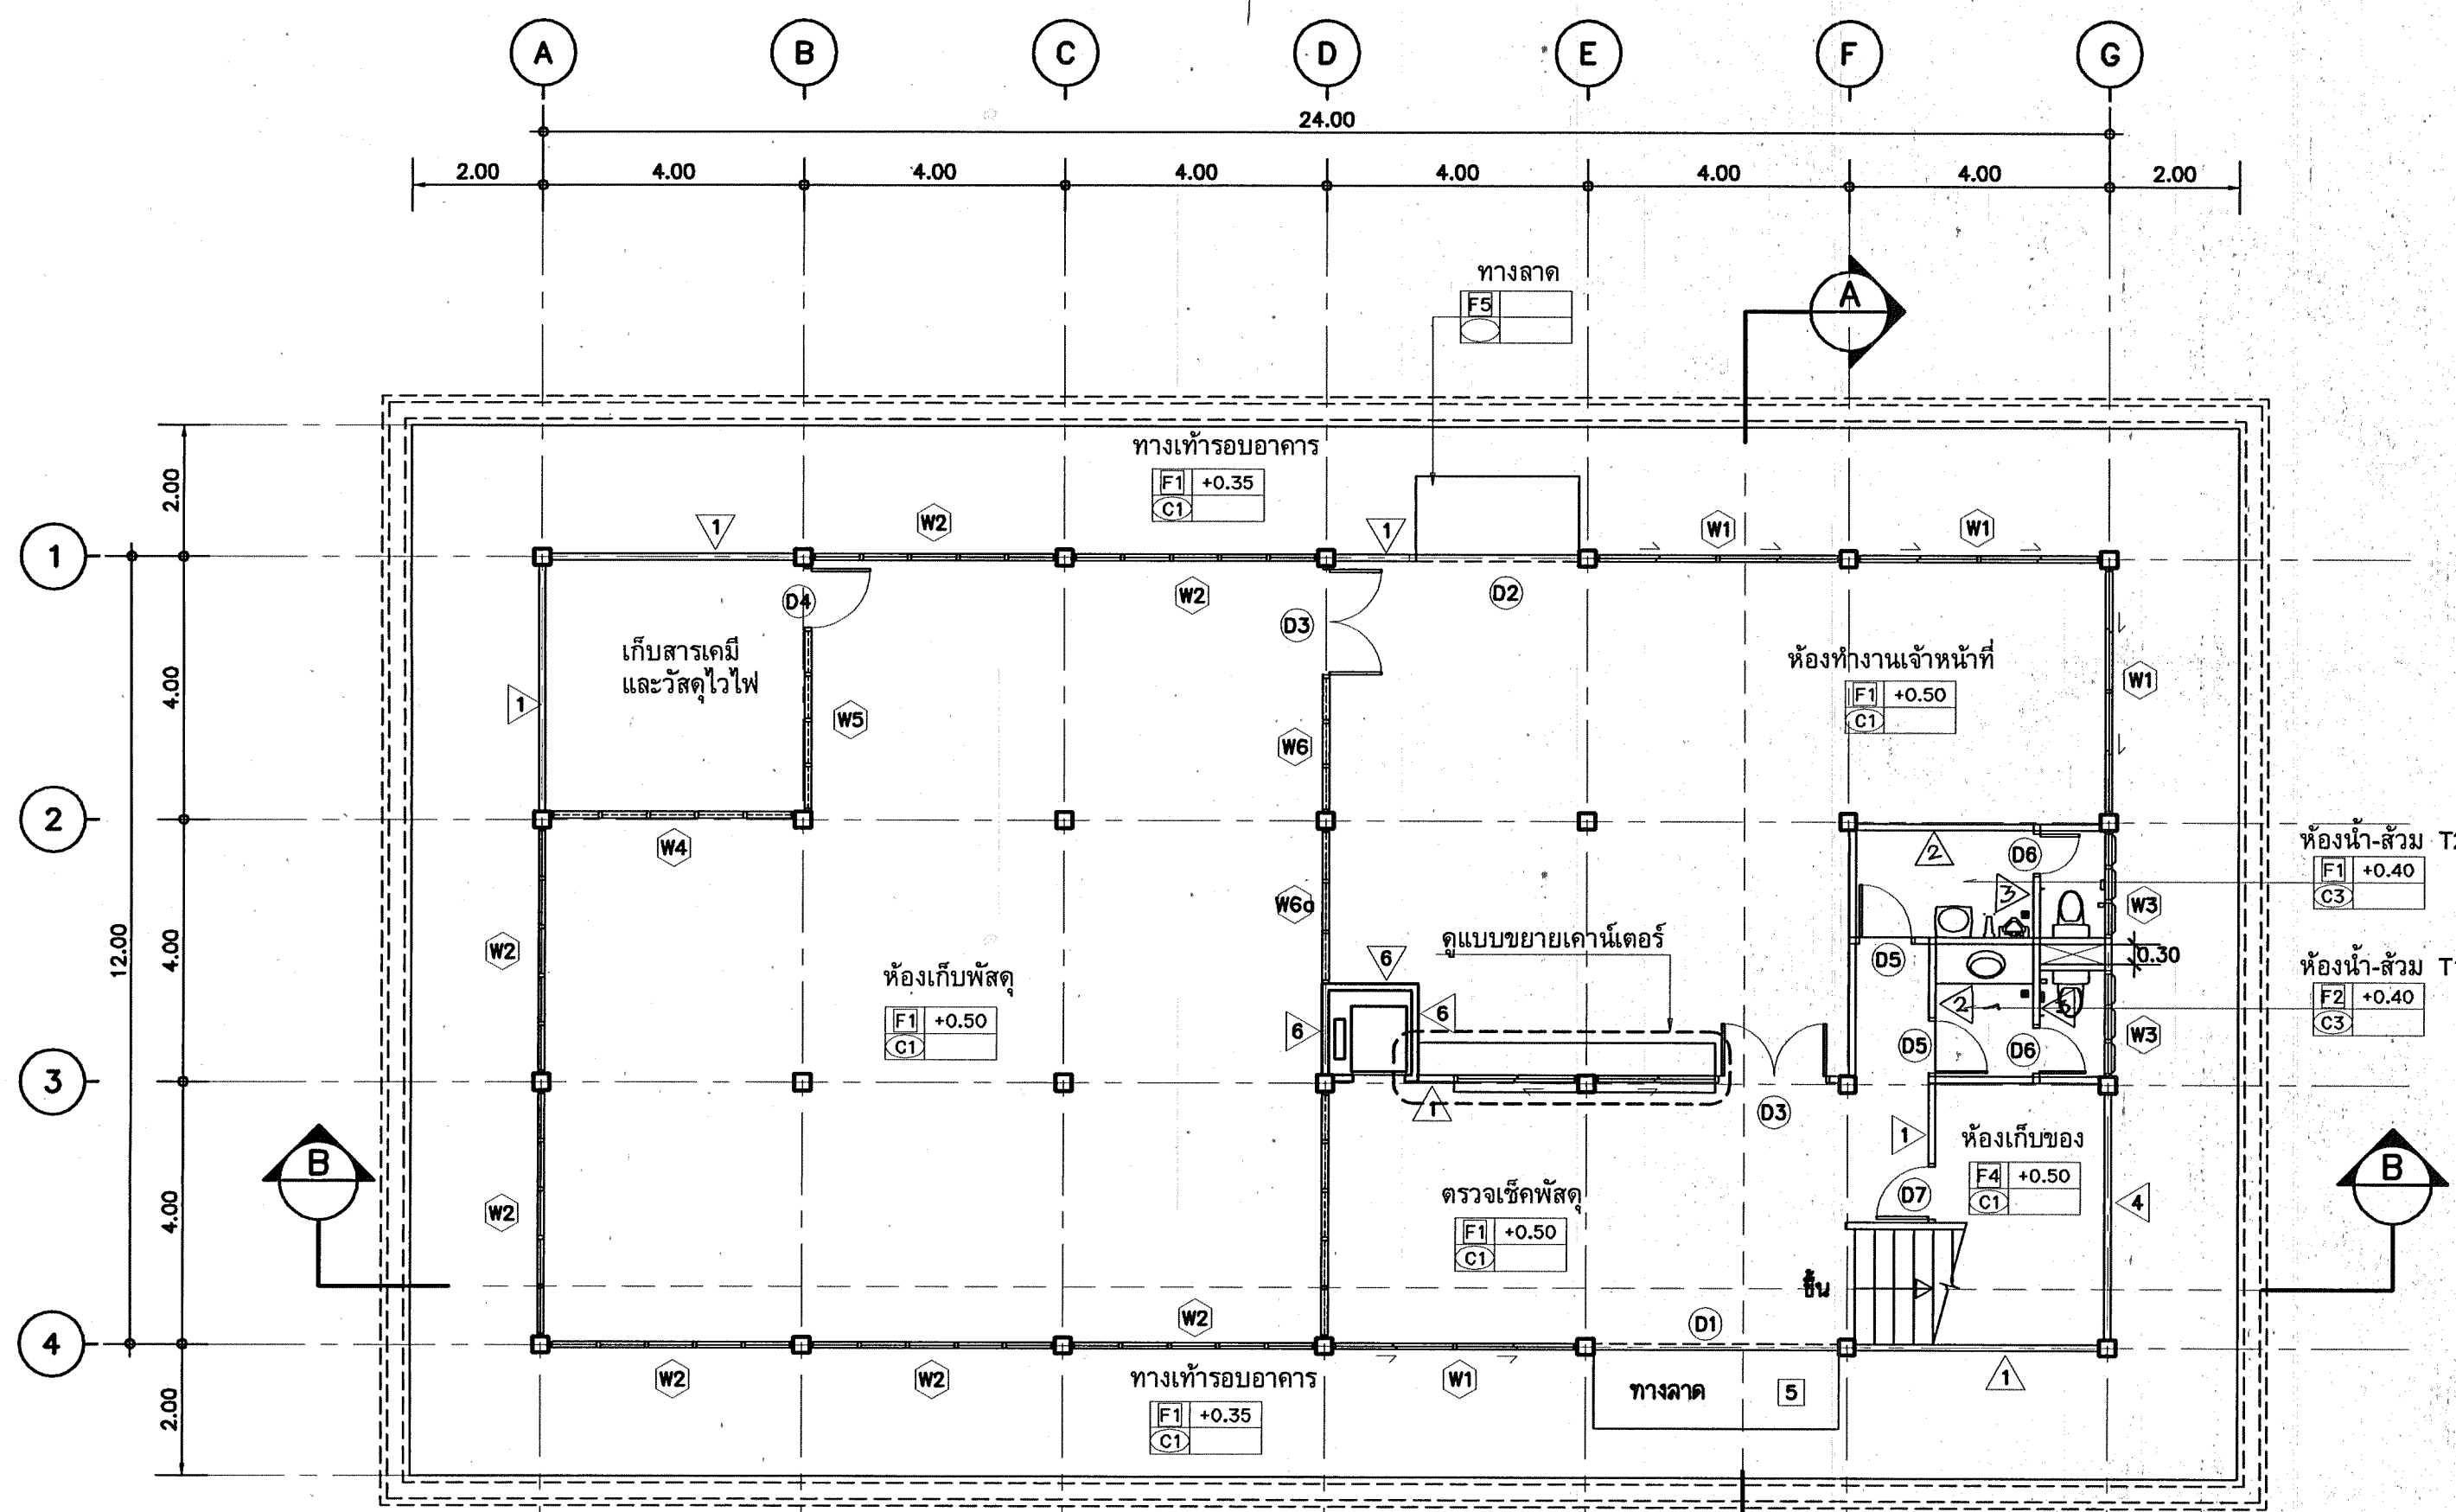 A B C D E F G
24.00
2.00 4.00 4.00 4.00 4.00 4.00 4.00 2.00
ทางลาด
F5
A
ทางเท้ารอบอาคาร
F1 +0.35
C1
2.00
1
1 W2 1 W1 W1
D4 W2 D3 D2
เก็บสารเคมี
และวัสดุไวไฟ
ห้องทำงานเจ้าหน้าที่
F1 +0.50
C1
4.00
1 W5 W6 W1
2
W4
2 D6
ห้องน้ำ-ส้วม
F1 +0.40
C3
3
W6a W3
12.00
4.00
W2
ดูแบบขยายเคาน์เตอร์
6
D5
0.30
ห้องเก็บพัสดุ
F1 +0.50
C1
ห้องน้ำ-ส้วม
F2 +0.40
C3
2
6 6
D5 D6 W3
3
1
D3
1
ห้องเก็บของ
F4 +0.50
C1
B
B
4.00
W2
ตรวจเช็คพัสดุ
F1 +0.50
C1
D7
4
ขึ้น
W2
D1
4
W2 W2 W1
ทางเท้ารอบอาคาร
F1 +0.35
C1
ทางลาด 5
1
2.00